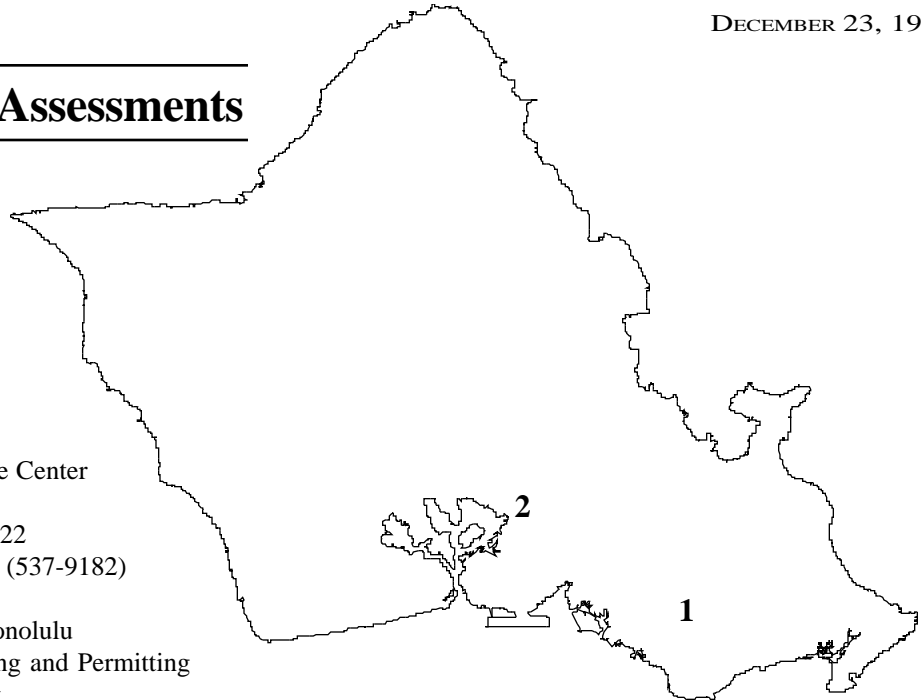 DECEMBER 23, 19
Assessments
e Center
22
(537-9182)
onolulu
ng and Permitting
2
1